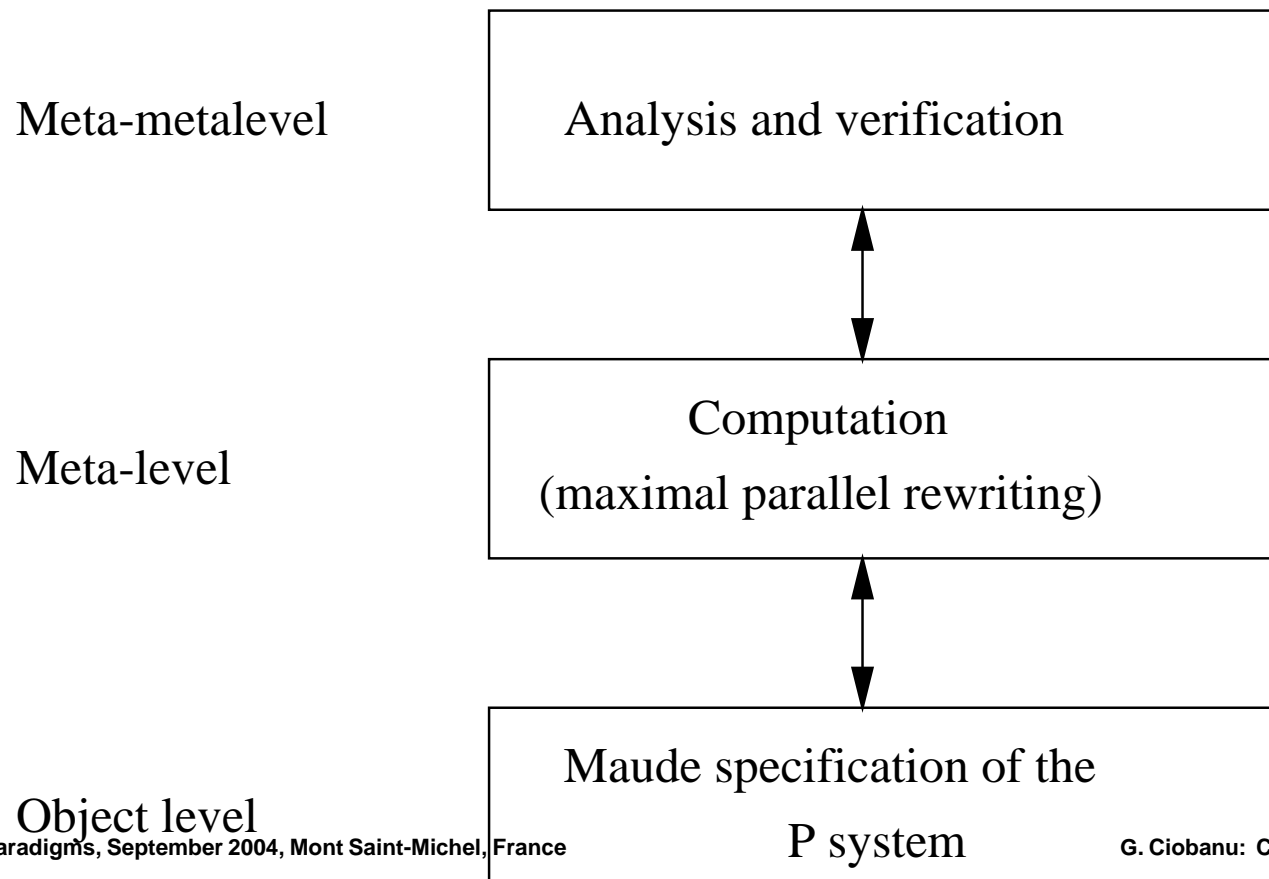 Meta-metalevel
Analysis and verification
Computation
Meta-level
(maximal parallel rewriting)
Maude specification of the
Object level
P system
aradigms, September 2004, Mont Saint-Michel, France
G. Ciobanu: C